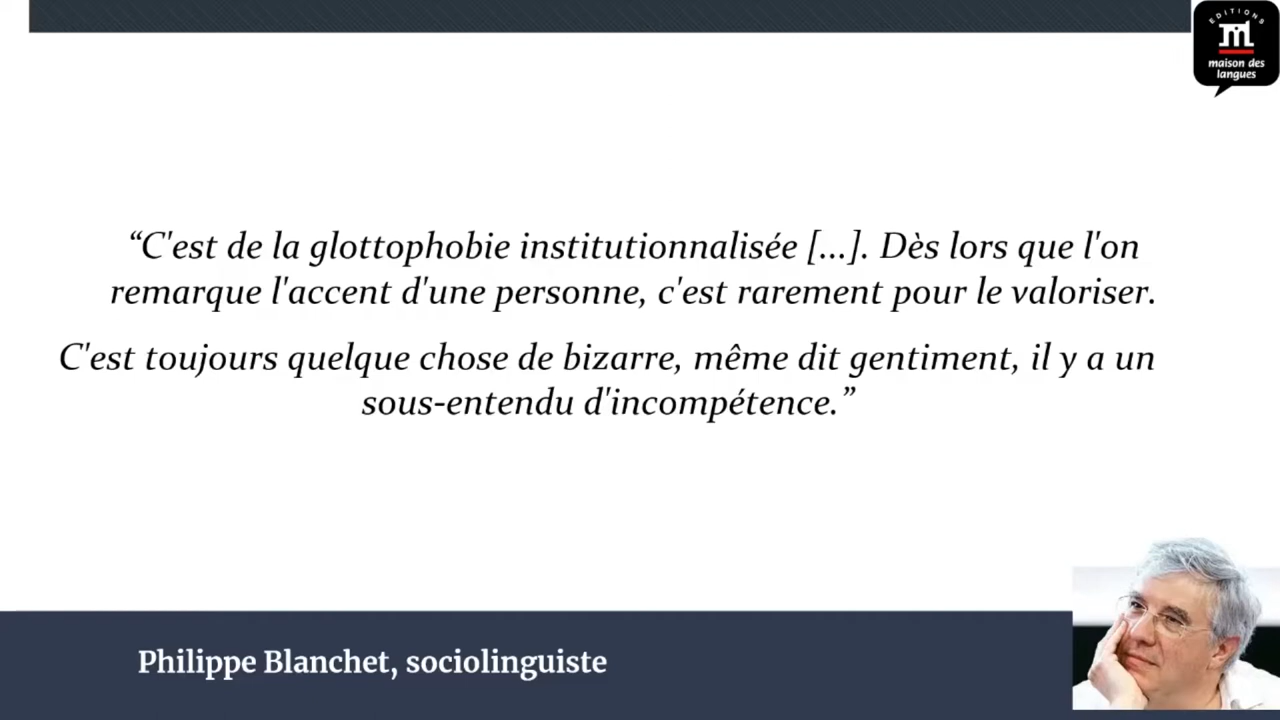 EDITIONS
maison des
langues
“C'est de la glottophobie institutionnalisée [...]. Dès lors que l'on
remarque l'accent d'une personne, c'est rarement pour le valoriser.
C'est toujours quelque chose de bizarre, même dit gentiment, il y a un
sous-entendu d'incompétence.”
Philippe Blanchet, sociolinguiste